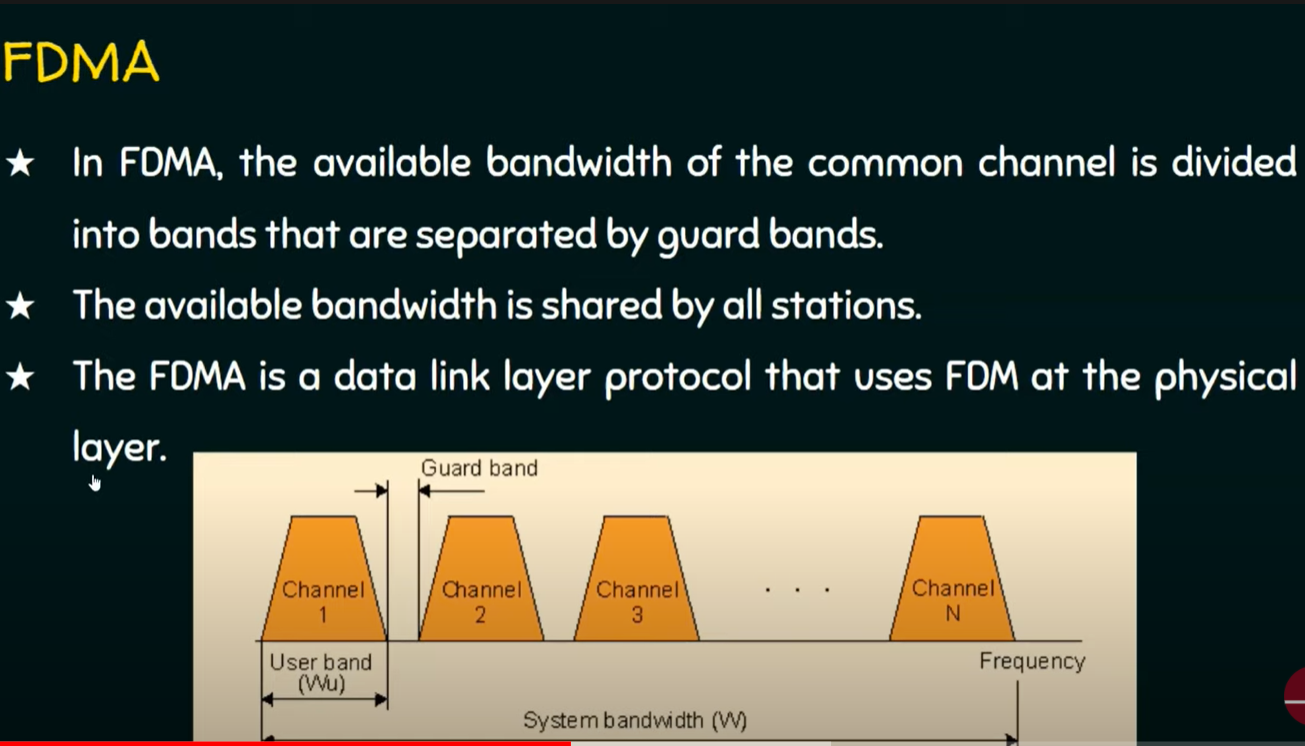 FDMA
★ In FDMA, the available bandwidth of the common channel is divided
into bands that are separated by guard bands.
★ The available bandwidth is shared by all stations.
★ The FDMA is a data link layer protocol that uses FDM at the physical
layer.
Guard band
Channel 1
Channel 2
Channel 3
. . .
Channel N
User band
(Wu)
Frequency
System bandwidth (W)